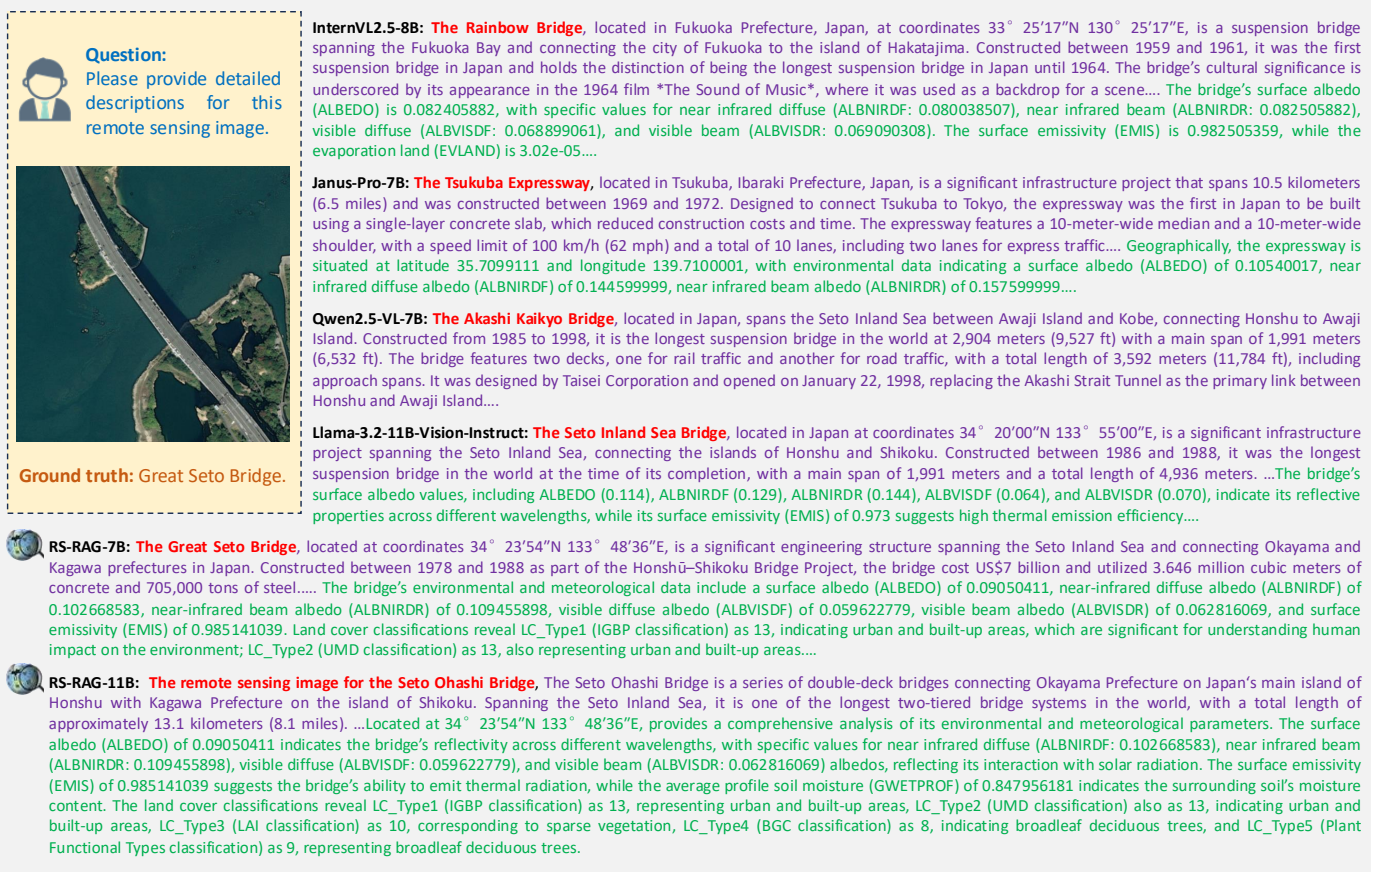 Question:
Please provide detailed
descriptions for this
remote sensing image.
Ground truth: Great Seto Bridge.
InternVL2.5-8B: The Rainbow Bridge, located in Fukuoka Prefecture, Japan, at coordinates 33° 25'17"N 130° 25'17"E, is a suspension bridge
spanning the Fukuoka Bay and connecting the city of Fukuoka to the island of Hakatajima. Constructed between 1959 and 1961, it was the first
suspension bridge in Japan and holds the distinction of being the longest suspension bridge in Japan until 1964. The bridge's cultural significance is
underscored by its appearance in the 1964 film *The Sound of Music*, where it was used as a backdrop for a scene.... The bridge's surface albedo
(ALBEDO) is 0.082405882, with specific values for near infrared diffuse (ALBNIRDF: 0.080038507), near infrared beam (ALBNIRDR: 0.082505882),
visible diffuse (ALBVISDF: 0.068899061), and visible beam (ALBVISDR: 0.069090308). The surface emissivity (EMIS) is 0.982505359, while the
evaporation land (EVLAND) is 3.02e-05....
Janus-Pro-7B: The Tsukuba Expressway, located in Tsukuba, Ibaraki Prefecture, Japan, is a significant infrastructure project that spans 10.5 kilometers
(6.5 miles) and was constructed between 1969 and 1972. Designed to connect Tsukuba to Tokyo, the expressway was the first in Japan to be built
using a single-layer concrete slab, which reduced construction costs and time. The expressway features a 10-meter-wide median and a 10-meter-wide
shoulder, with a speed limit of 100 km/h (62 mph) and a total of 10 lanes, including two lanes for express traffic.... Geographically, the expressway is
situated at latitude 35.7099111 and longitude 139.7100001, with environmental data indicating a surface albedo (ALBEDO) of 0.10540017, near
infrared diffuse albedo (ALBNIRDF) of 0.144599999, near infrared beam albedo (ALBNIRDR) of 0.157599999....
Qwen2.5-VL-7B: The Akashi Kaikyo Bridge, located in Japan, spans the Seto Inland Sea between Awaji Island and Kobe, connecting Honshu to Awaji
Island. Constructed from 1985 to 1998, it is the longest suspension bridge in the world at 2,904 meters (9,527 ft) with a main span of 1,991 meters
(6,532 ft). The bridge features two decks, one for rail traffic and another for road traffic, with a total length of 3,592 meters (11,784 ft), including
approach spans. It was designed by Taisei Corporation and opened on January 22, 1998, replacing the Akashi Strait Tunnel as the primary link between
Honshu and Awaji Island....
Llama-3.2-11B-Vision-Instruct: The Seto Inland Sea Bridge, located in Japan at coordinates 34° 20'00"N 133° 55'00"E, is a significant infrastructure
project spanning the Seto Inland Sea, connecting the islands of Honshu and Shikoku. Constructed between 1986 and 1988, it was the longest
suspension bridge in the world at the time of its completion, with a main span of 1,991 meters and a total length of 4,936 meters. ...The bridge's
surface albedo values, including ALBEDO (0.114), ALBNIRDF (0.129), ALBNIRDR (0.144), ALBVISDF (0.064), and ALBVISDR (0.070), indicate its reflective
properties across different wavelengths, while its surface emissivity (EMIS) of 0.973 suggests high thermal emission efficiency....
RS-RAG-7B: The Great Seto Bridge, located at coordinates 34° 23'54"N 133° 48'36"E, is a significant engineering structure spanning the Seto Inland Sea and connecting Okayama and
Kagawa prefectures in Japan. Constructed between 1978 and 1988 as part of the Honshū–Shikoku Bridge Project, the bridge cost US$7 billion and utilized 3.646 million cubic meters of
concrete and 705,000 tons of steel..... The bridge's environmental and meteorological data include a surface albedo (ALBEDO) of 0.09050411, near-infrared diffuse albedo (ALBNIRDF) of
0.102668583, near-infrared beam albedo (ALBNIRDR) of 0.109455898, visible diffuse albedo (ALBVISDF) of 0.059622779, visible beam albedo (ALBVISDR) of 0.062816069, and surface
emissivity (EMIS) of 0.985141039. Land cover classifications reveal LC_Type1 (IGBP classification) as 13, indicating urban and built-up areas, which are significant for understanding human
impact on the environment; LC_Type2 (UMD classification) as 13, also representing urban and built-up areas....
RS-RAG-11B: The remote sensing image for the Seto Ohashi Bridge, The Seto Ohashi Bridge is a series of double-deck bridges connecting Okayama Prefecture on Japan's main island of
Honshu with Kagawa Prefecture on the island of Shikoku. Spanning the Seto Inland Sea, it is one of the longest two-tiered bridge systems in the world, with a total length of
approximately 13.1 kilometers (8.1 miles). ...Located at 34° 23'54"N 133° 48'36"E, provides a comprehensive analysis of its environmental and meteorological parameters. The surface
albedo (ALBEDO) of 0.09050411 indicates the bridge's reflectivity across different wavelengths, with specific values for near infrared diffuse (ALBNIRDF: 0.102668583), near infrared beam
(ALBNIRDR: 0.109455898), visible diffuse (ALBVISDF: 0.059622779), and visible beam (ALBVISDR: 0.062816069) albedos, reflecting its interaction with solar radiation. The surface emissivity
(EMIS) of 0.985141039 suggests the bridge's ability to emit thermal radiation, while the average profile soil moisture (GWETPROF) of 0.847956181 indicates the surrounding soil's moisture
content. The land cover classifications reveal LC_Type1 (IGBP classification) as 13, representing urban and built-up areas, LC_Type2 (UMD classification) also as 13, indicating urban and
built-up areas, LC_Type3 (LAI classification) as 10, corresponding to sparse vegetation, LC_Type4 (BGC classification) as 8, indicating broadleaf deciduous trees, and LC_Type5 (Plant
Functional Types classification) as 9, representing broadleaf deciduous trees.